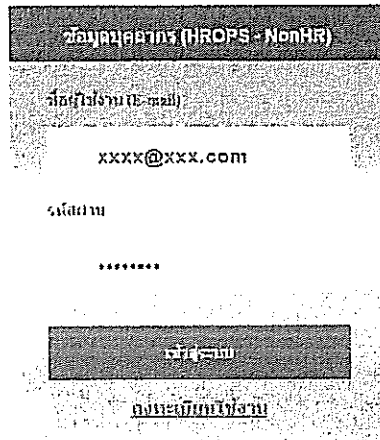 ข้อมูลบุคลากร (HROPS - NonHR)
ชื่อผู้ใช้งาน (E-mail)
xxxx@xxx.com
รหัสผ่าน
********
เข้าสู่ระบบ
ลงทะเบียนใช้งาน